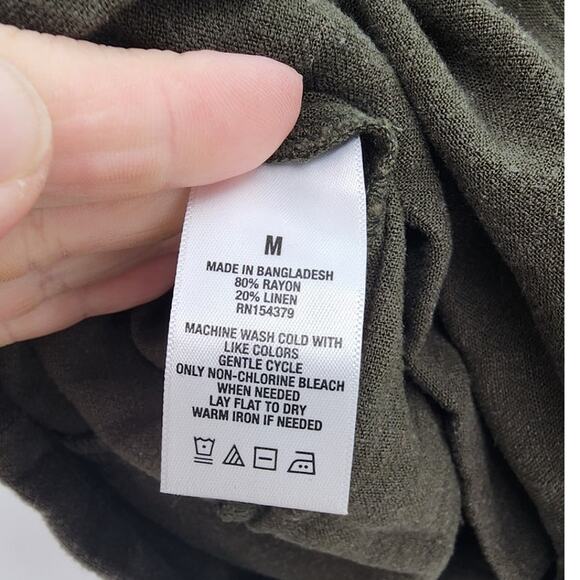 M
MADE IN BANGLADESH
80% RAYON
20% LINEN
RN154379
MACHINE WASH COLD WITH
LIKE COLORS
GENTLE CYCLE
ONLY NON-CHLORINE BLEACH
WHEN NEEDED
LAY FLAT TO DRY
WARM IRON IF NEEDED